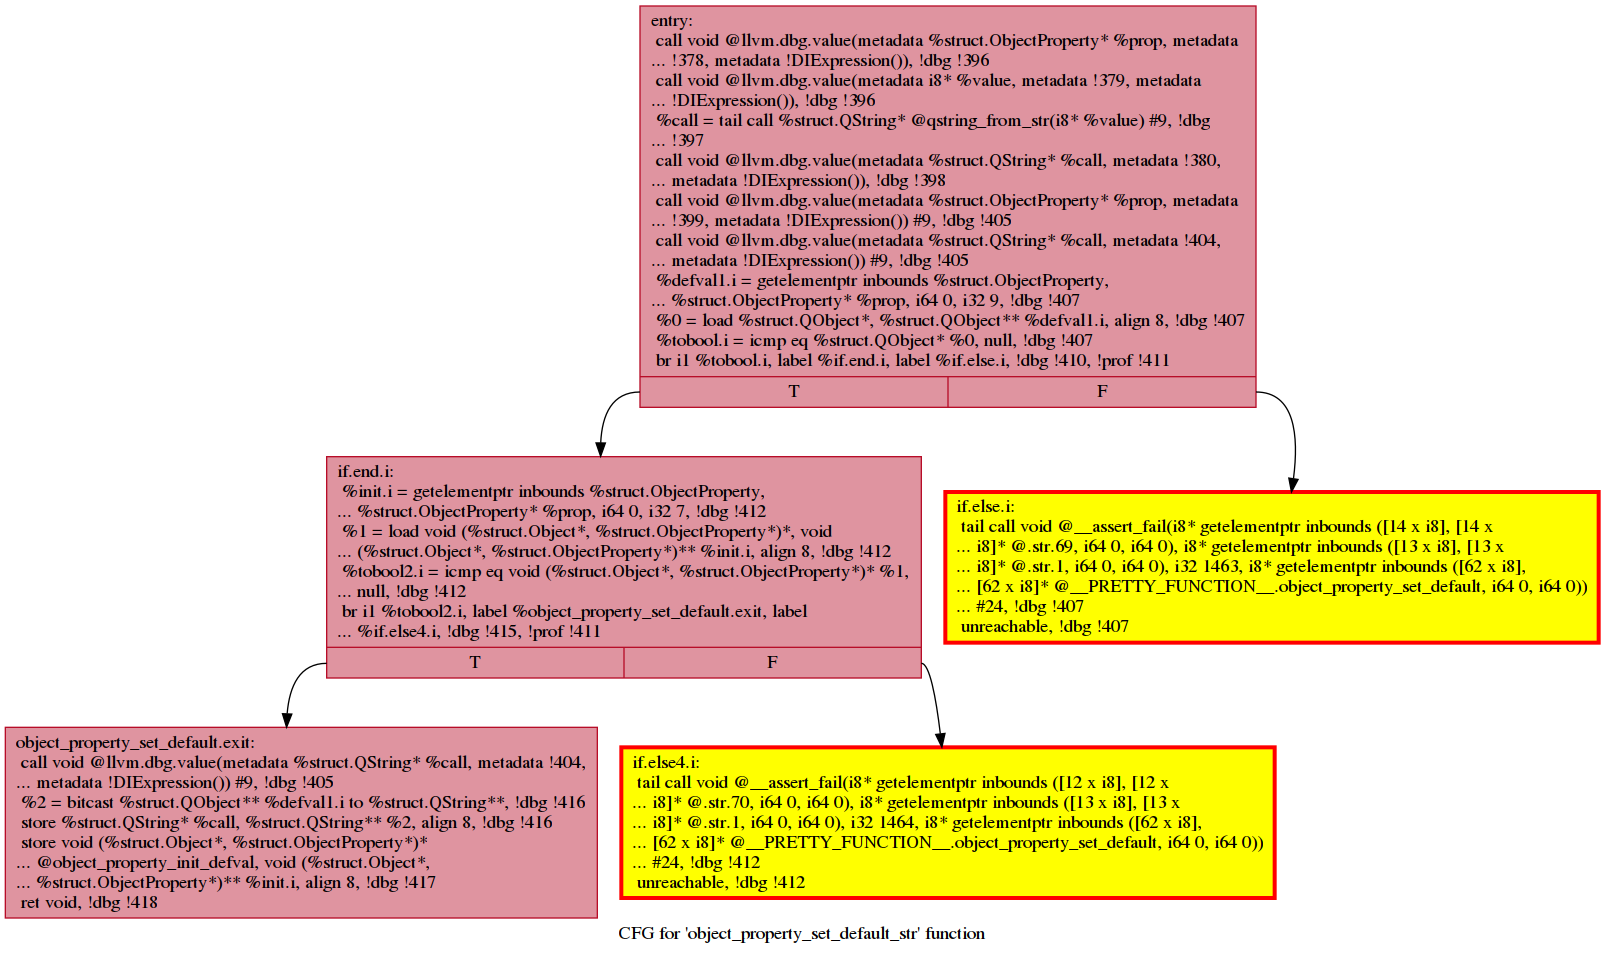 entry:
call void @llvm.dbg.value(metadata %struct.ObjectProperty* %prop, metadata
... !378, metadata !DIExpression()), !dbg !396
call void @llvm.dbg.value(metadata i8* %value, metadata !379, metadata
... !DIExpression()), !dbg !396
%call = tail call %struct.QString* @qstring_from_str(i8* %value) #9, !dbg
... !397
call void @llvm.dbg.value(metadata %struct.QString* %call, metadata !380,
... metadata !DIExpression()), !dbg !398
call void @llvm.dbg.value(metadata %struct.ObjectProperty* %prop, metadata
... !399, metadata !DIExpression()) #9, !dbg !405
call void @llvm.dbg.value(metadata %struct.QString* %call, metadata !404,
... metadata !DIExpression()) #9, !dbg !405
%defval1.i = getelementptr inbounds %struct.ObjectProperty,
... %struct.ObjectProperty* %prop, i64 0, i32 9, !dbg !407
%0 = load %struct.QObject*, %struct.QObject** %defval1.i, align 8, !dbg !407
%tobool.i = icmp eq %struct.QObject* %0, null, !dbg !407
br i1 %tobool.i, label %if.end.i, label %if.else.i, !dbg !410, !prof !411
T
F
if.end.i:
%init.i = getelementptr inbounds %struct.ObjectProperty,
... %struct.ObjectProperty* %prop, i64 0, i32 7, !dbg !412
%1 = load void (%struct.Object*, %struct.ObjectProperty*)*, void
... (%struct.Object*, %struct.ObjectProperty*)** %init.i, align 8, !dbg !412
%tobool2.i = icmp eq void (%struct.Object*, %struct.ObjectProperty*)* %1,
... null, !dbg !412
br i1 %tobool2.i, label %object_property_set_default.exit, label
... %if.else4.i, !dbg !415, !prof !411
T
F
if.else.i:
tail call void @__assert_fail(i8* getelementptr inbounds ([14 x i8], [14 x
... i8]* @.str.69, i64 0, i64 0), i8* getelementptr inbounds ([13 x i8], [13 x
... i8]* @.str.1, i64 0, i64 0), i32 1463, i8* getelementptr inbounds ([62 x i8],
... [62 x i8]* @__PRETTY_FUNCTION__.object_property_set_default, i64 0, i64 0))
... #24, !dbg !407
unreachable, !dbg !407
object_property_set_default.exit:
call void @llvm.dbg.value(metadata %struct.QString* %call, metadata !404,
... metadata !DIExpression()) #9, !dbg !405
%2 = bitcast %struct.QObject** %defval1.i to %struct.QString**, !dbg !416
store %struct.QString* %call, %struct.QString** %2, align 8, !dbg !416
store void (%struct.Object*, %struct.ObjectProperty*)*
... @object_property_init_defval, void (%struct.Object*,
... %struct.ObjectProperty*)** %init.i, align 8, !dbg !417
ret void, !dbg !418
if.else4.i:
tail call void @__assert_fail(i8* getelementptr inbounds ([12 x i8], [12 x
... i8]* @.str.70, i64 0, i64 0), i8* getelementptr inbounds ([13 x i8], [13 x
... i8]* @.str.1, i64 0, i64 0), i32 1464, i8* getelementptr inbounds ([62 x i8],
... [62 x i8]* @__PRETTY_FUNCTION__.object_property_set_default, i64 0, i64 0))
... #24, !dbg !412
unreachable, !dbg !412
CFG for 'object_property_set_default_str' function